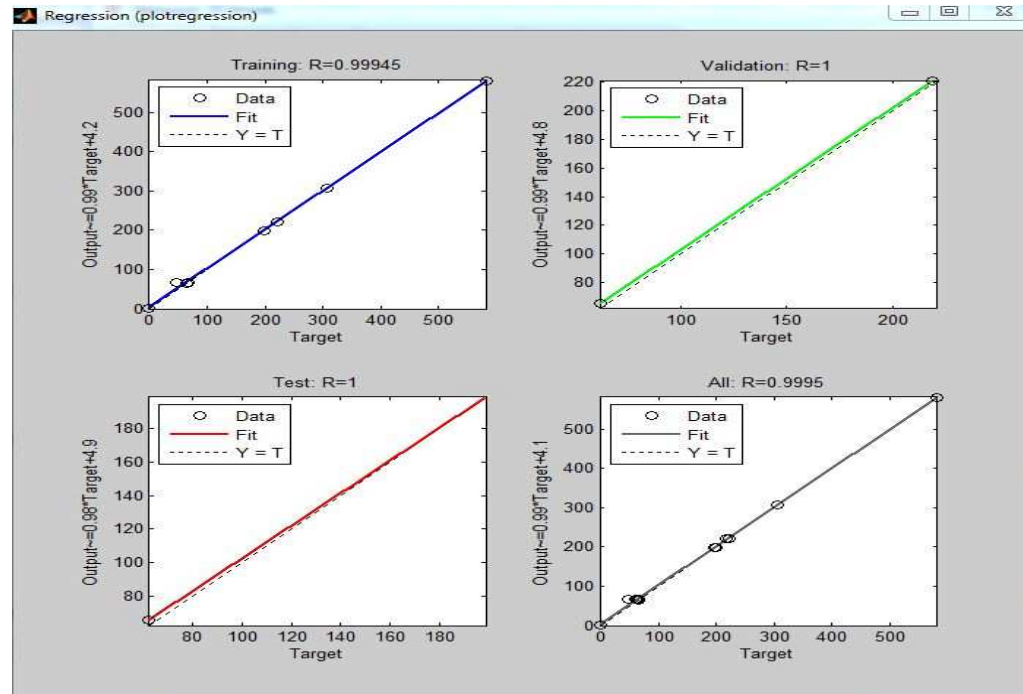 Regression (plotregression)
Training: R=0.99945
Output~=0.99*Target+4.2
500
400
300
200
100
0
Data
Fit
Y = T
0 100 200 300 400 500
Target
Validation: R=1
Output~=0.99*Target+4.8
220
200
180
160
140
120
100
80
Data
Fit
Y = T
100 150 200
Target
Test: R=1
Output~=0.98*Target+4.9
180
160
140
120
100
80
Data
Fit
Y = T
80 100 120 140 160 180
Target
All: R=0.9995
Output~=0.99*Target+4.1
500
400
300
200
100
0
Data
Fit
Y = T
0 100 200 300 400 500
Target